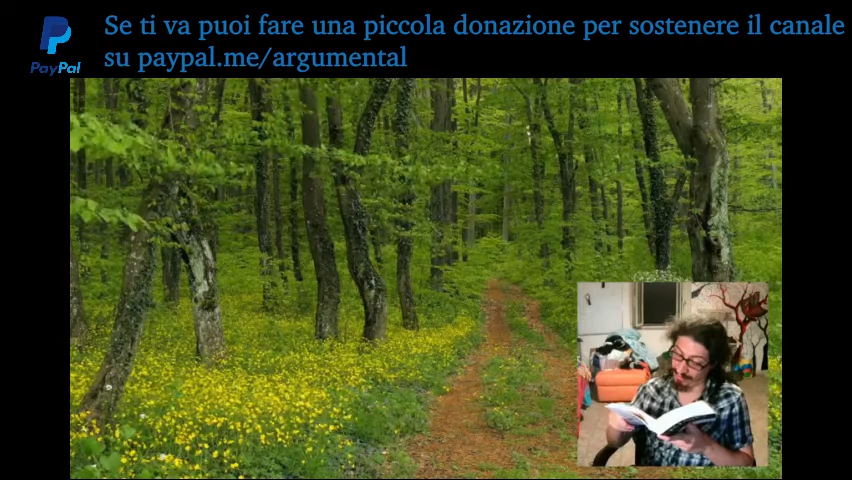 Se ti va puoi fare una piccola donazione per sostenere il canale
su paypal.me/argumental
PayPal